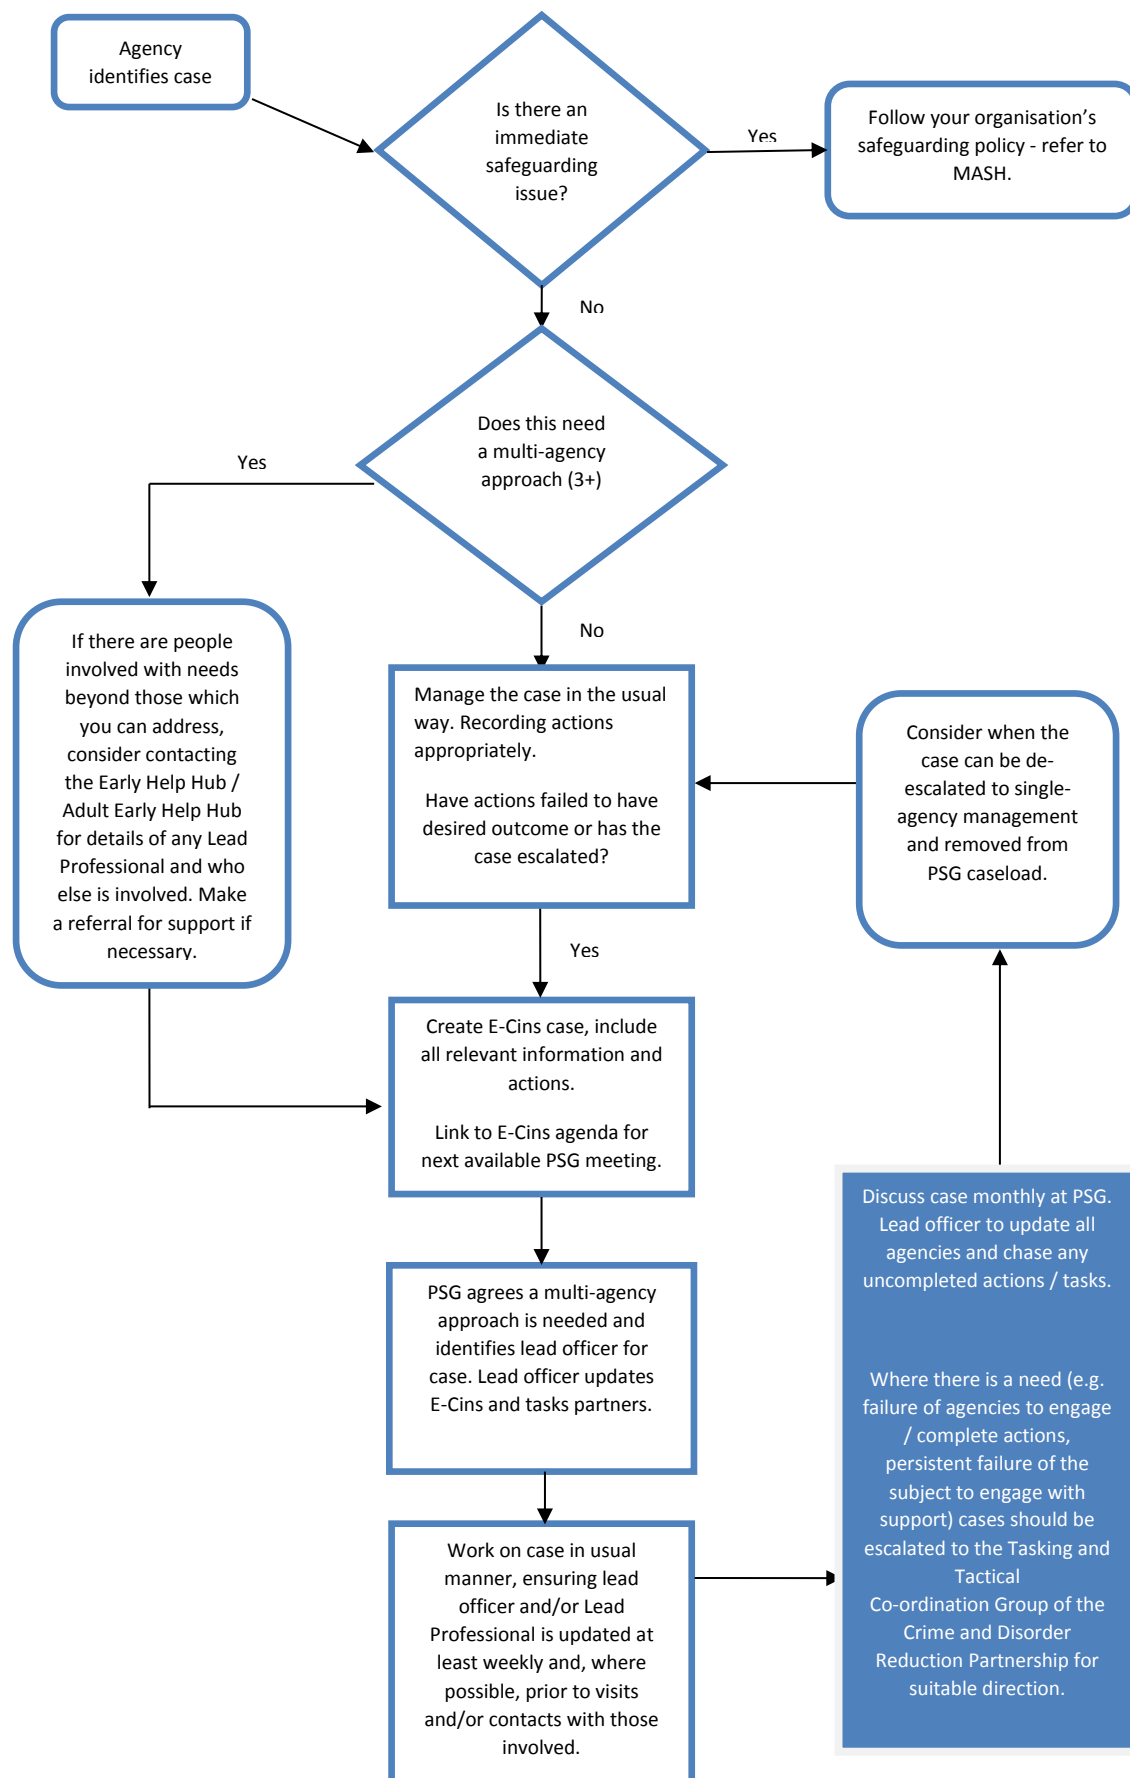 Agency
identifies case
Is there an
immediate
safeguarding
issue?
Yes
Follow your organisation’s
safeguarding policy - refer to
MASH.
No
Does this need
a multi-agency
approach (3+)
Yes
No
If there are people
involved with needs
beyond those which
you can address,
consider contacting
the Early Help Hub /
Adult Early Help Hub
for details of any Lead
Professional and who
else is involved. Make
a referral for support if
necessary.
Manage the case in the usual
way. Recording actions
appropriately.
Have actions failed to have
desired outcome or has the
case escalated?
Consider when the
case can be de-
escalated to single-
agency management
and removed from
PSG caseload.
Yes
Create E-Cins case, include
all relevant information and
actions.
Link to E-Cins agenda for
next available PSG meeting.
PSG agrees a multi-agency
approach is needed and
identifies lead officer for
case. Lead officer updates
E-Cins and tasks partners.
Work on case in usual
manner, ensuring lead
officer and/or Lead
Professional is updated at
least weekly and, where
possible, prior to visits
and/or contacts with those
involved.
Discuss case monthly at PSG.
Lead officer to update all
agencies and chase any
uncompleted actions / tasks.
Where there is a need (e.g.
failure of agencies to engage
/ complete actions,
persistent failure of the
subject to engage with
support) cases should be
escalated to the Tasking and
Tactical
Co-ordination Group of the
Crime and Disorder
Reduction Partnership for
suitable direction.